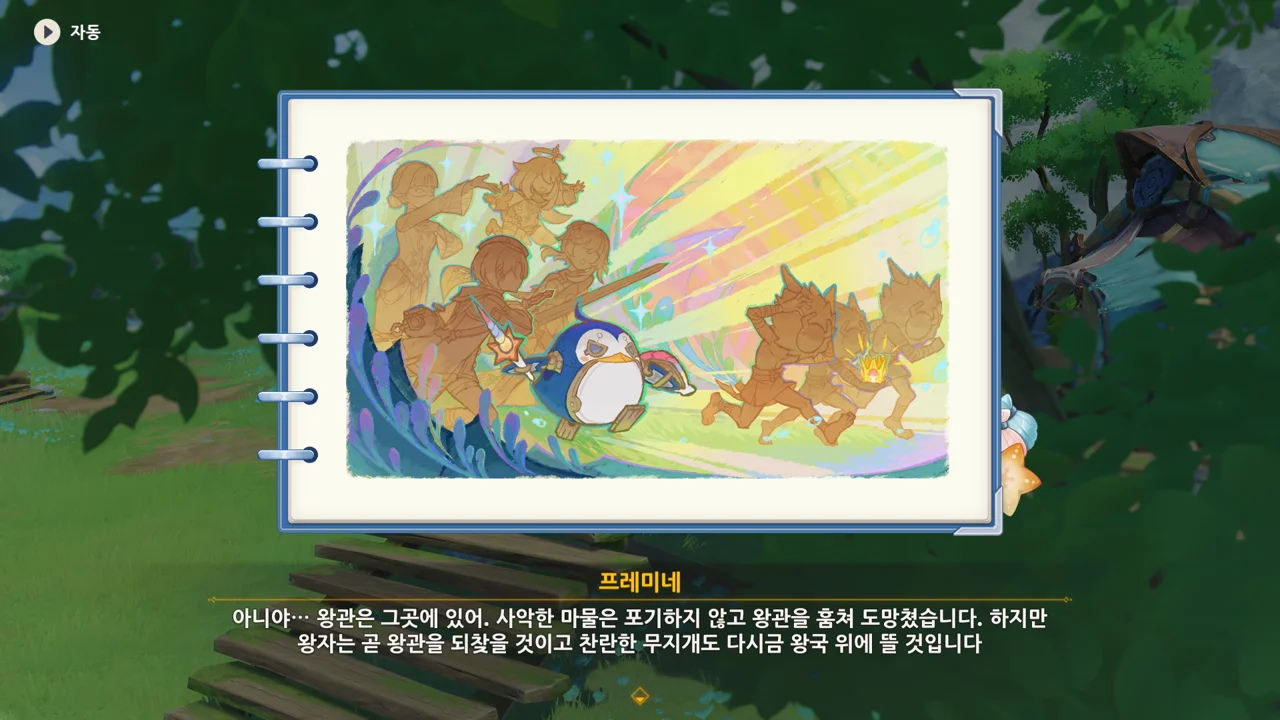 자동
프레미네
아니야… 왕관은 그곳에 있어. 사악한 마물은 포기하지 않고 왕관을 훔쳐 도망쳤습니다. 하지만
왕자는 곧 왕관을 되찾을 것이고 찬란한 무지개도 다시금 왕국 위에 뜰 것입니다